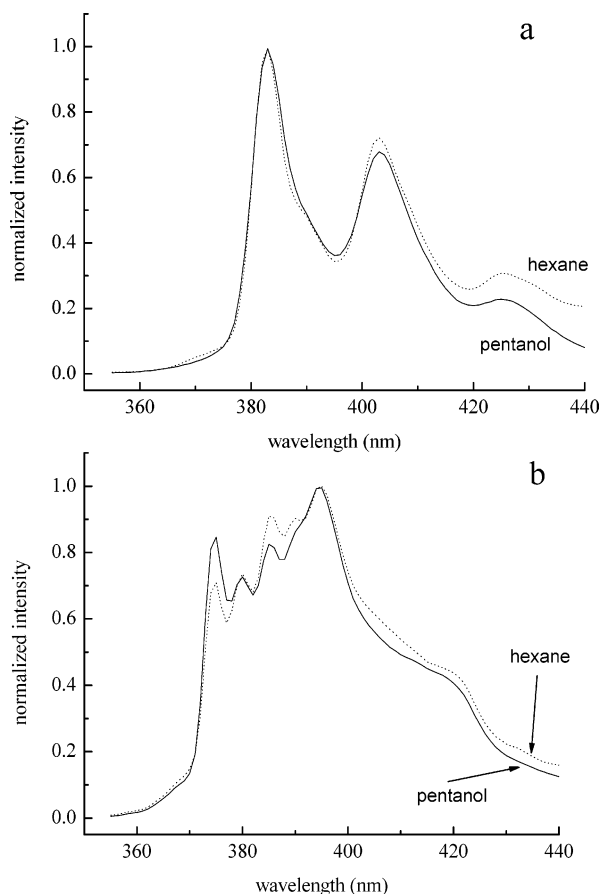 a
1.0
0.8
0.6
0.4
0.2
0.0
normalized intensity
hexane
pentanol
360 380 400 420 440
wavelength (nm)
b
1.0
0.8
0.6
0.4
0.2
0.0
normalized intensity
hexane
pentanol
360 380 400 420 440
wavelength (nm)